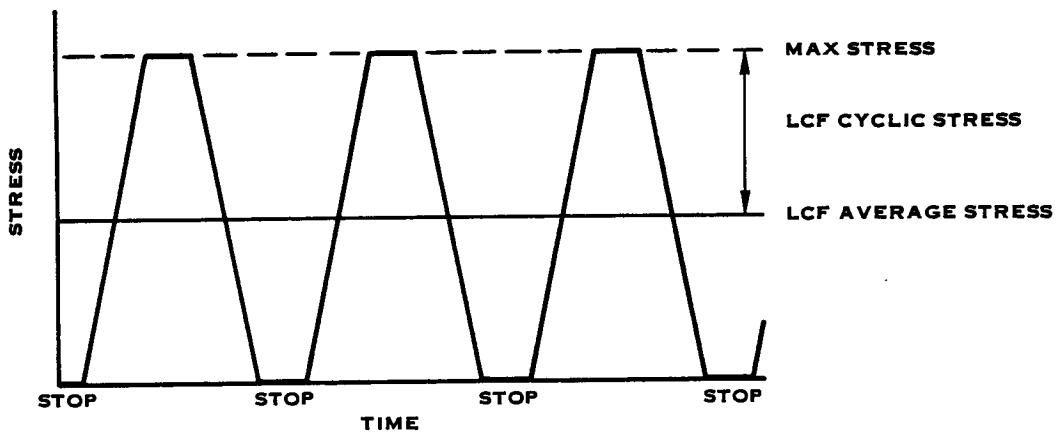 MAX STRESS
LCF CYCLIC STRESS
LCF AVERAGE STRESS
STRESS
STOP STOP STOP STOP
TIME